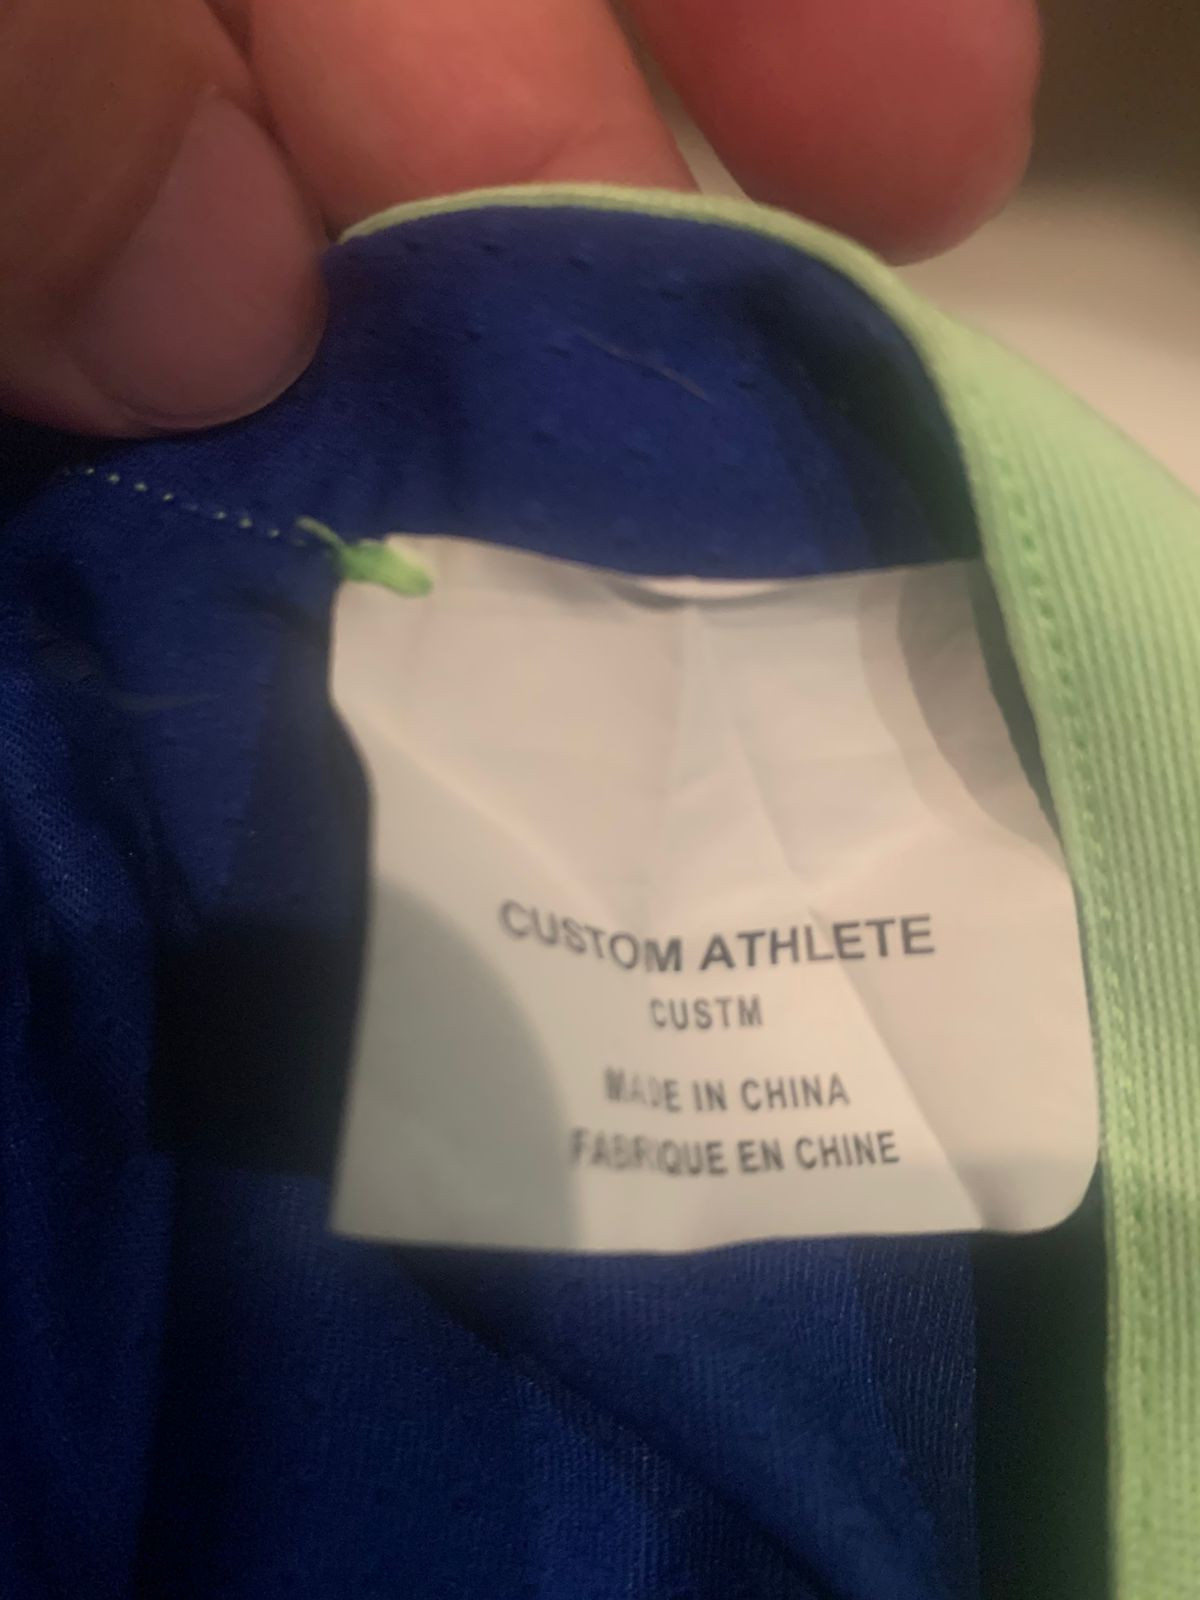 CUSTOM ATHLETE
CUSTM
MADE IN CHINA
FABRIQUE EN CHINE